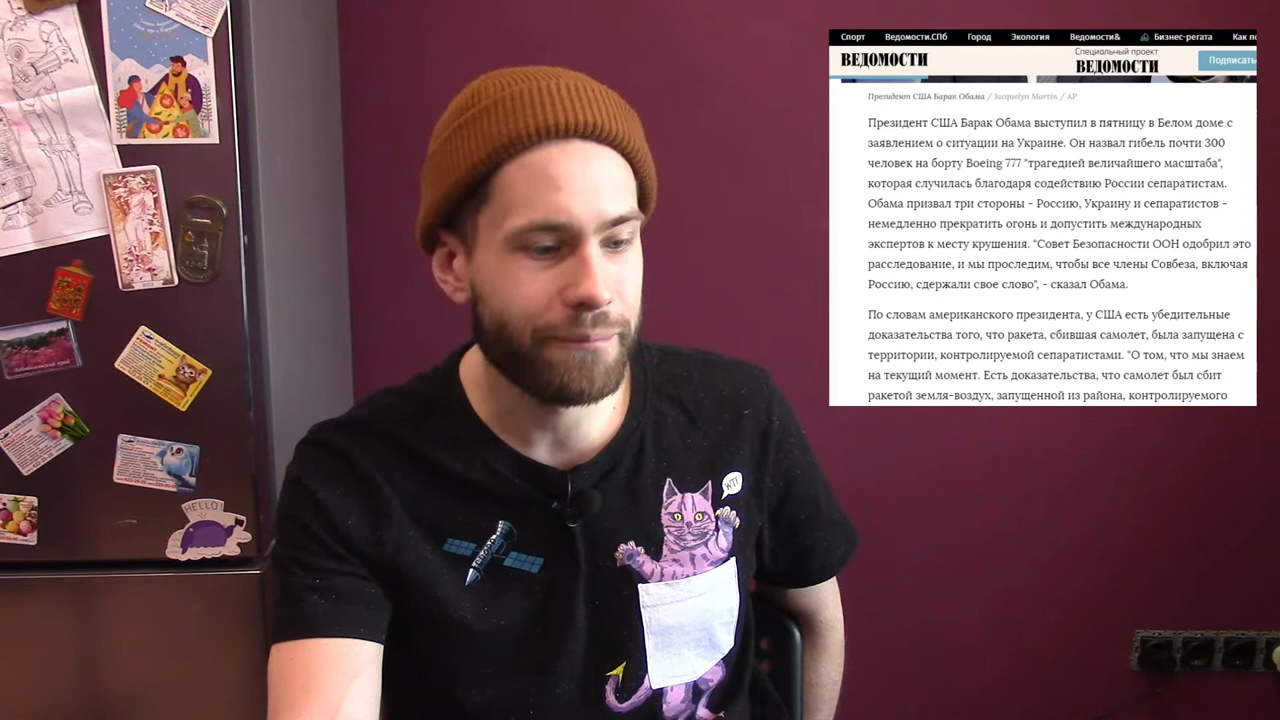 Спорт Ведомости.СПб Город Экология Ведомости& Бизнес-регата Как по
ВЕДОМОСТИ
Специальный проект
ВЕДОМОСТИ
Подписать
Президент США Барак Обама / Jacquelyn Martin / AP
Президент США Барак Обама выступил в пятницу в Белом доме с
заявлением о ситуации на Украине. Он назвал гибель почти 300
человек на борту Boeing 777 "трагедией величайшего масштаба",
которая случилась благодаря содействию России сепаратистам.
Обама призвал три стороны - Россию, Украину и сепаратистов -
немедленно прекратить огонь и допустить международных
экспертов к месту крушения. "Совет Безопасности ООН одобрил это
расследование, и мы проследим, чтобы все члены Совбеза, включая
Россию, сдержали свое слово", - сказал Обама.
По словам американского президента, у США есть убедительные
доказательства того, что ракета, сбившая самолет, была запущена с
территории, контролируемой сепаратистами. "О том, что мы знаем
на текущий момент. Есть доказательства, что самолет был сбит
ракетой земля-воздух, запущенной из района, контролируемого
WTF!
HELLO!